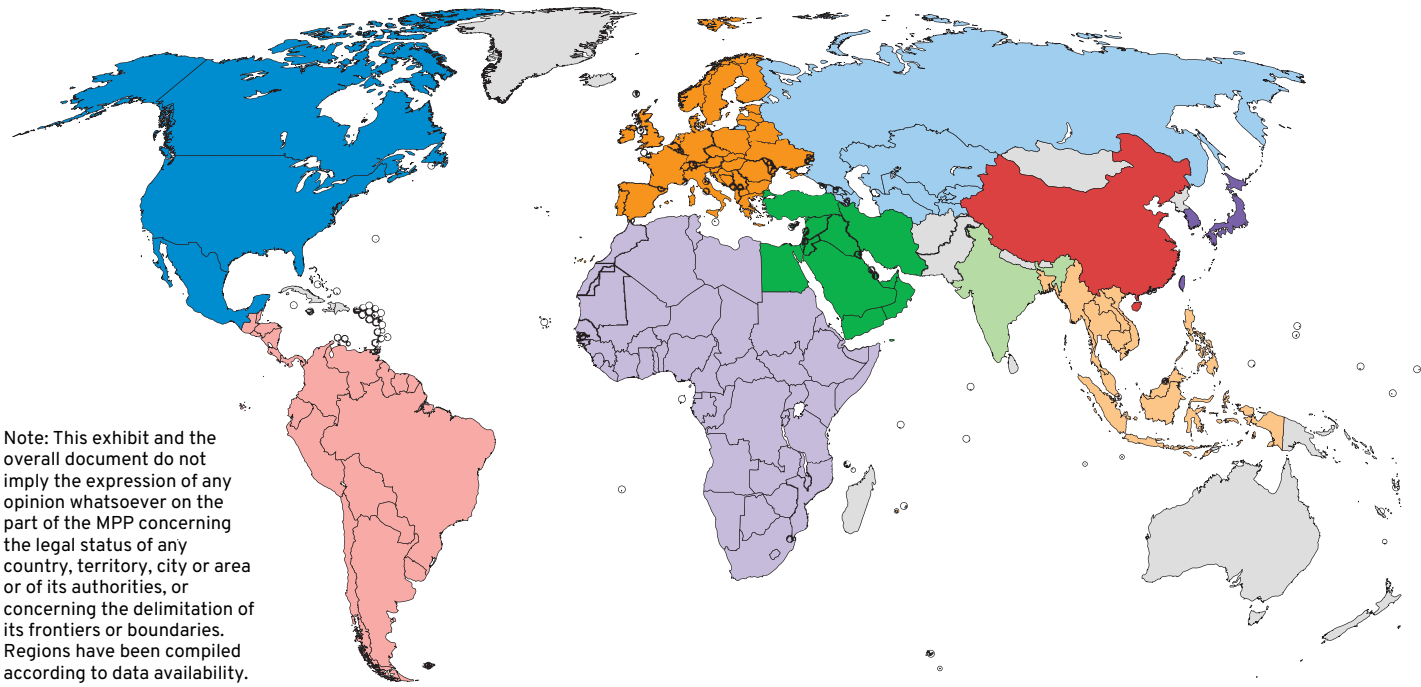 Note: This exhibit and the
overall document do not
imply the expression of any
opinion whatsoever on the
part of the MPP concerning
the legal status of any
country, territory, city or area
or of its authorities, or
concerning the delimitation of
its frontiers or boundaries.
Regions have been compiled
according to data availability.